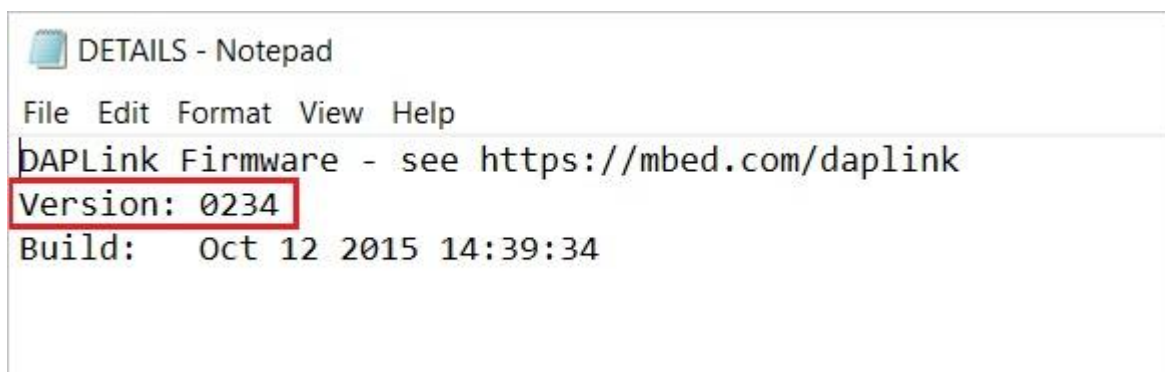 DETAILS - Notepad
File Edit Format View Help
DAPLink Firmware - see https://mbed.com/daplink
Version: 0234
Build:   Oct 12 2015 14:39:34